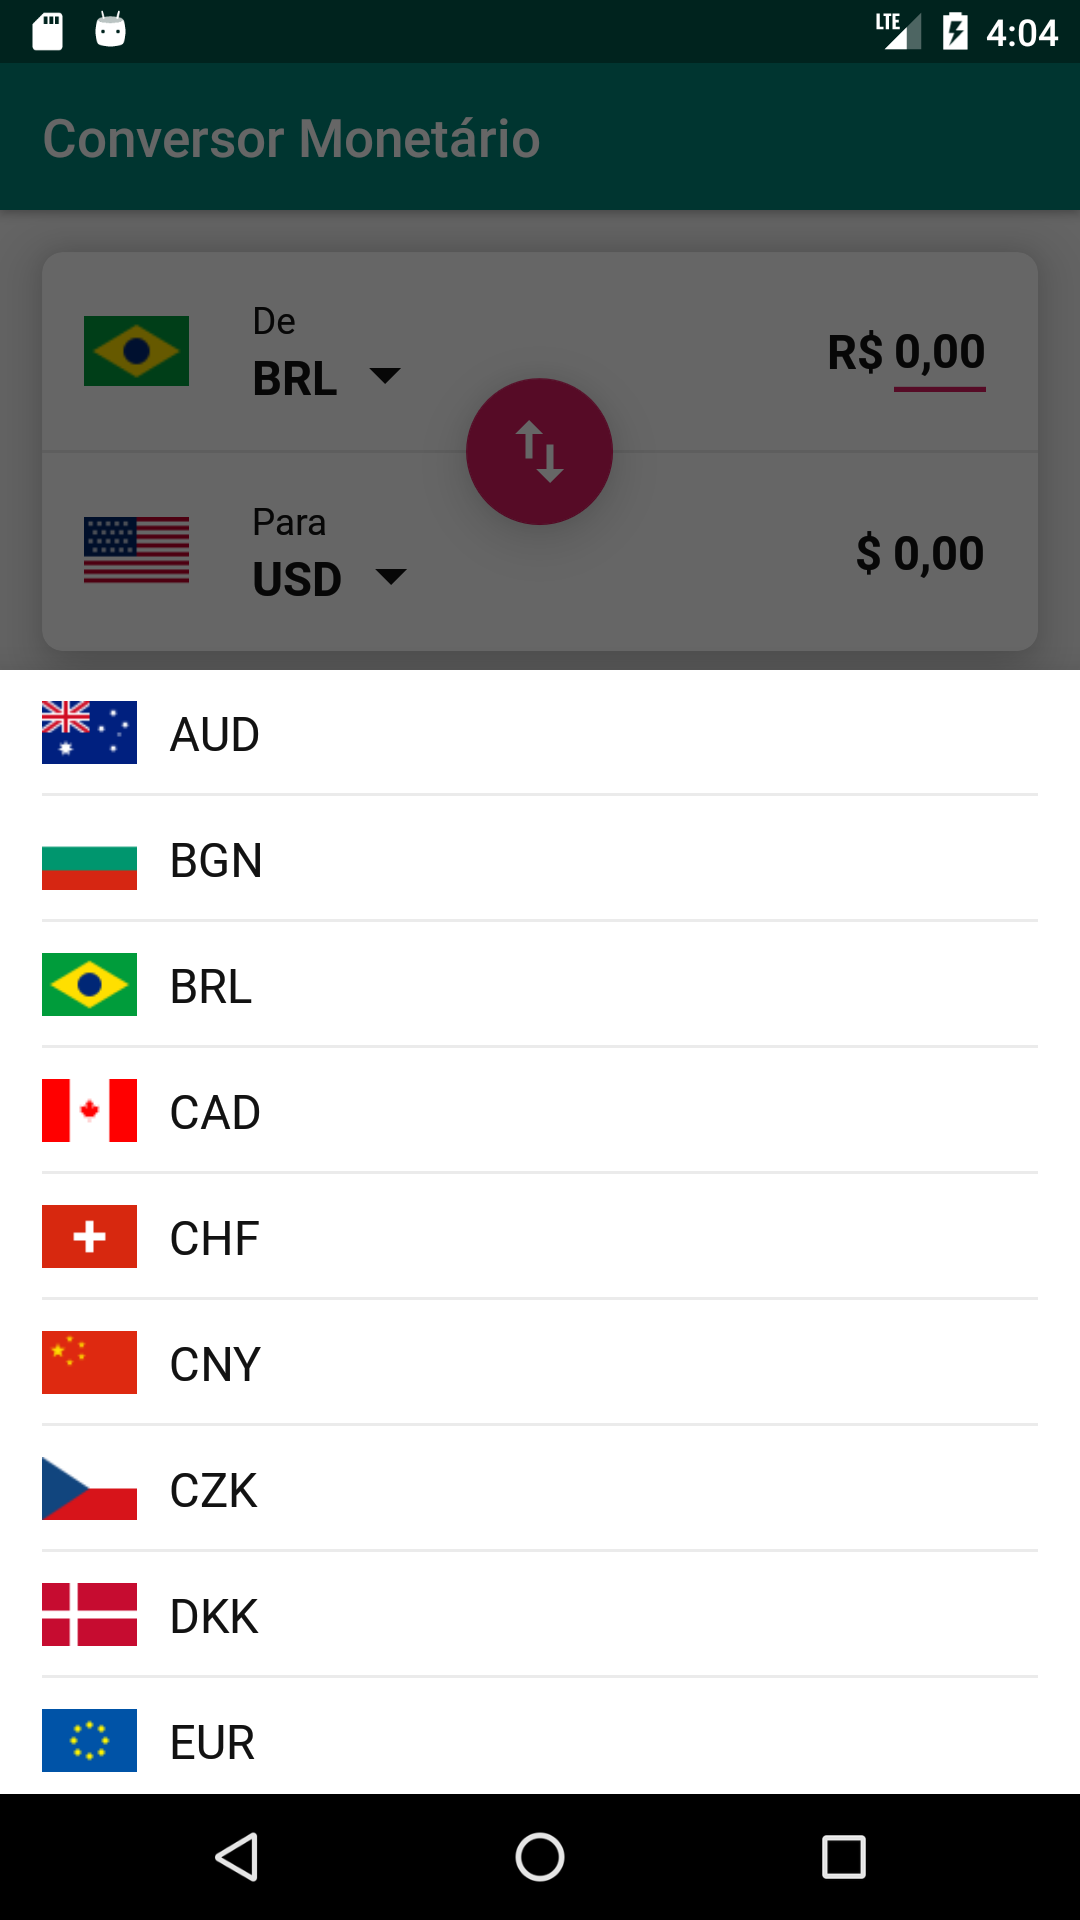 LTE 4:04
Conversor Monetário
De
BRL
R$ 0,00
Para
USD
$ 0,00
AUD
BGN
BRL
CAD
CHF
CNY
CZK
DKK
EUR